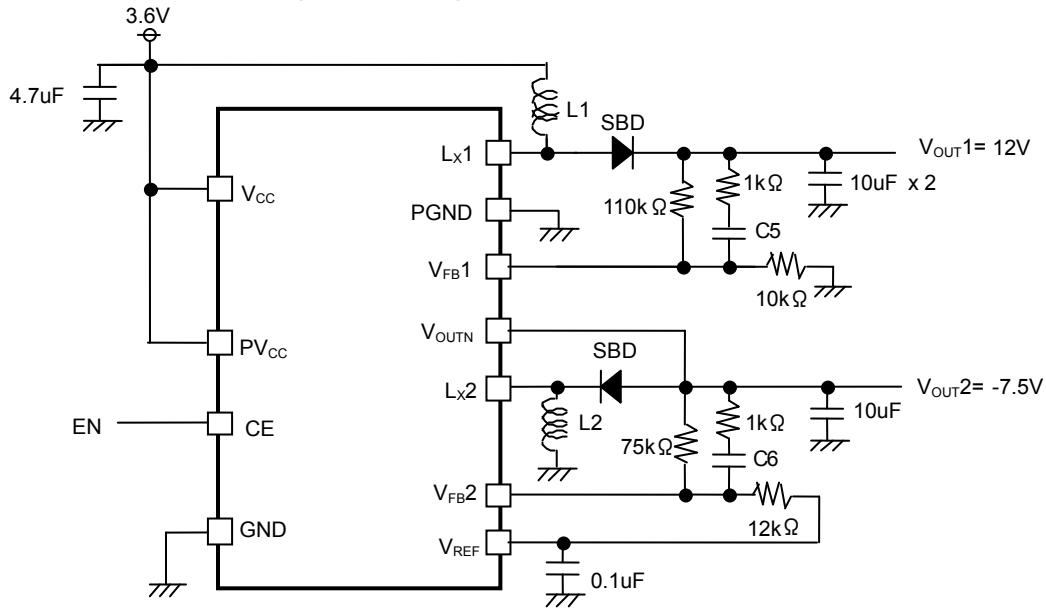 3.6V
4.7uF
L1
SBD
LX1
VOUT1= 12V
VCC
1kΩ
10uF x 2
PGND
110kΩ
C5
VFB1
10kΩ
VOUTN
PVCC
SBD
LX2
VOUT2= -7.5V
EN
CE
L2
1kΩ
10uF
75kΩ
C6
VFB2
12kΩ
GND
VREF
0.1uF